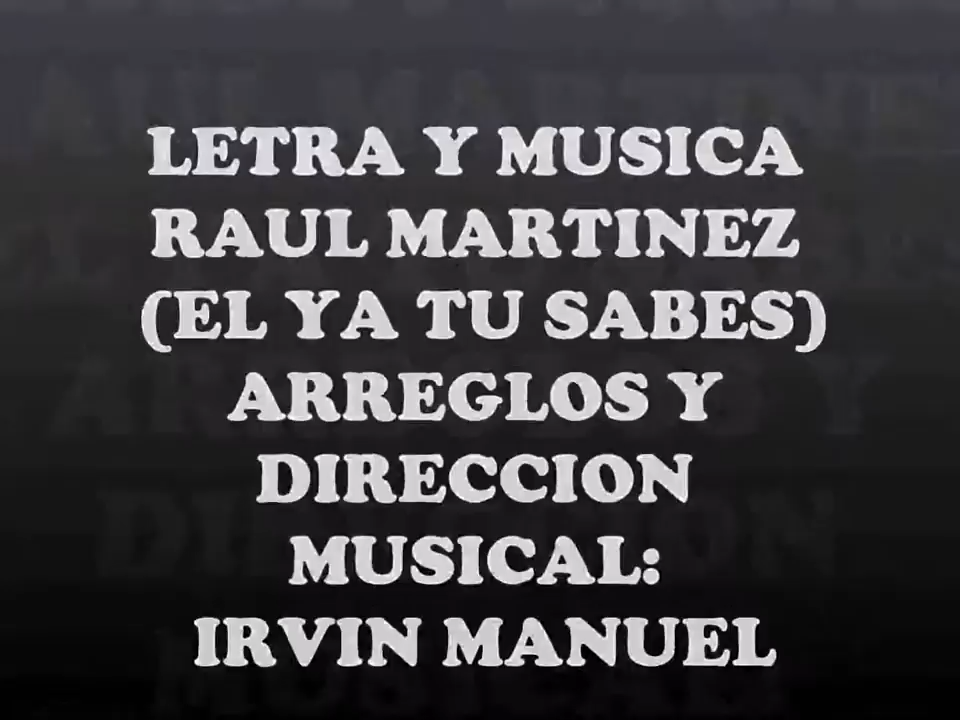 LETRA Y MUSICA
RAUL MARTINEZ
(EL YA TU SABES)
ARREGLOS Y
DIRECCION
MUSICAL:
IRVIN MANUEL